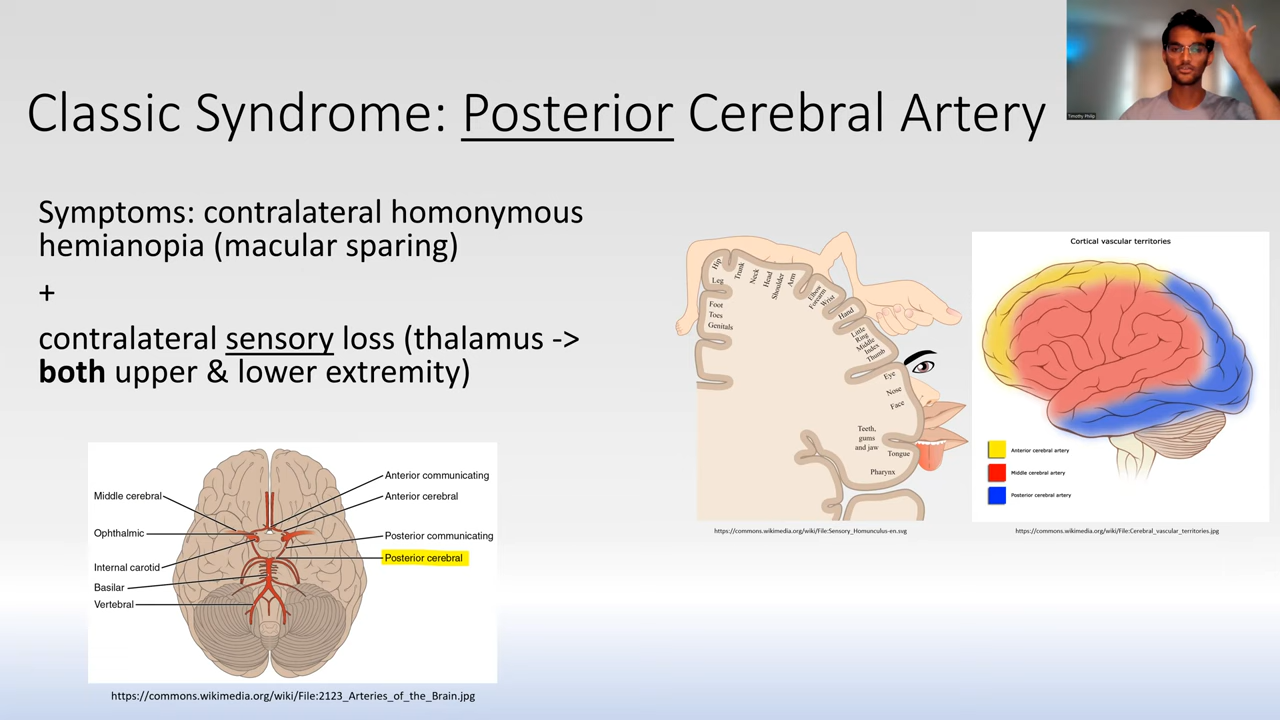 Classic Syndrome: Posterior Cerebral Artery
Timothy Philip
Symptoms: contralateral homonymous
hemianopia (macular sparing)
+
contralateral sensory loss (thalamus ->
both upper & lower extremity)
Hip
Leg
Foot
Toes
Genitals
Trunk
Neck
Head
Shoulder
Arm
Elbow
Forearm
Wrist
Hand
Little
Ring
Middle
Index
Thumb
Eye
Nose
Face
Teeth,
gums
and jaw
Tongue
Pharynx
https://commons.wikimedia.org/wiki/File:Sensory_Homunculus-en.svg
Cortical vascular territories
Anterior cerebral artery
Middle cerebral artery
Posterior cerebral artery
https://commons.wikimedia.org/wiki/File:Cerebral_vascular_territories.jpg
Middle cerebral
Ophthalmic
Internal carotid
Basilar
Vertebral
Anterior communicating
Anterior cerebral
Posterior communicating
Posterior cerebral
https://commons.wikimedia.org/wiki/File:2123_Arteries_of_the_Brain.jpg